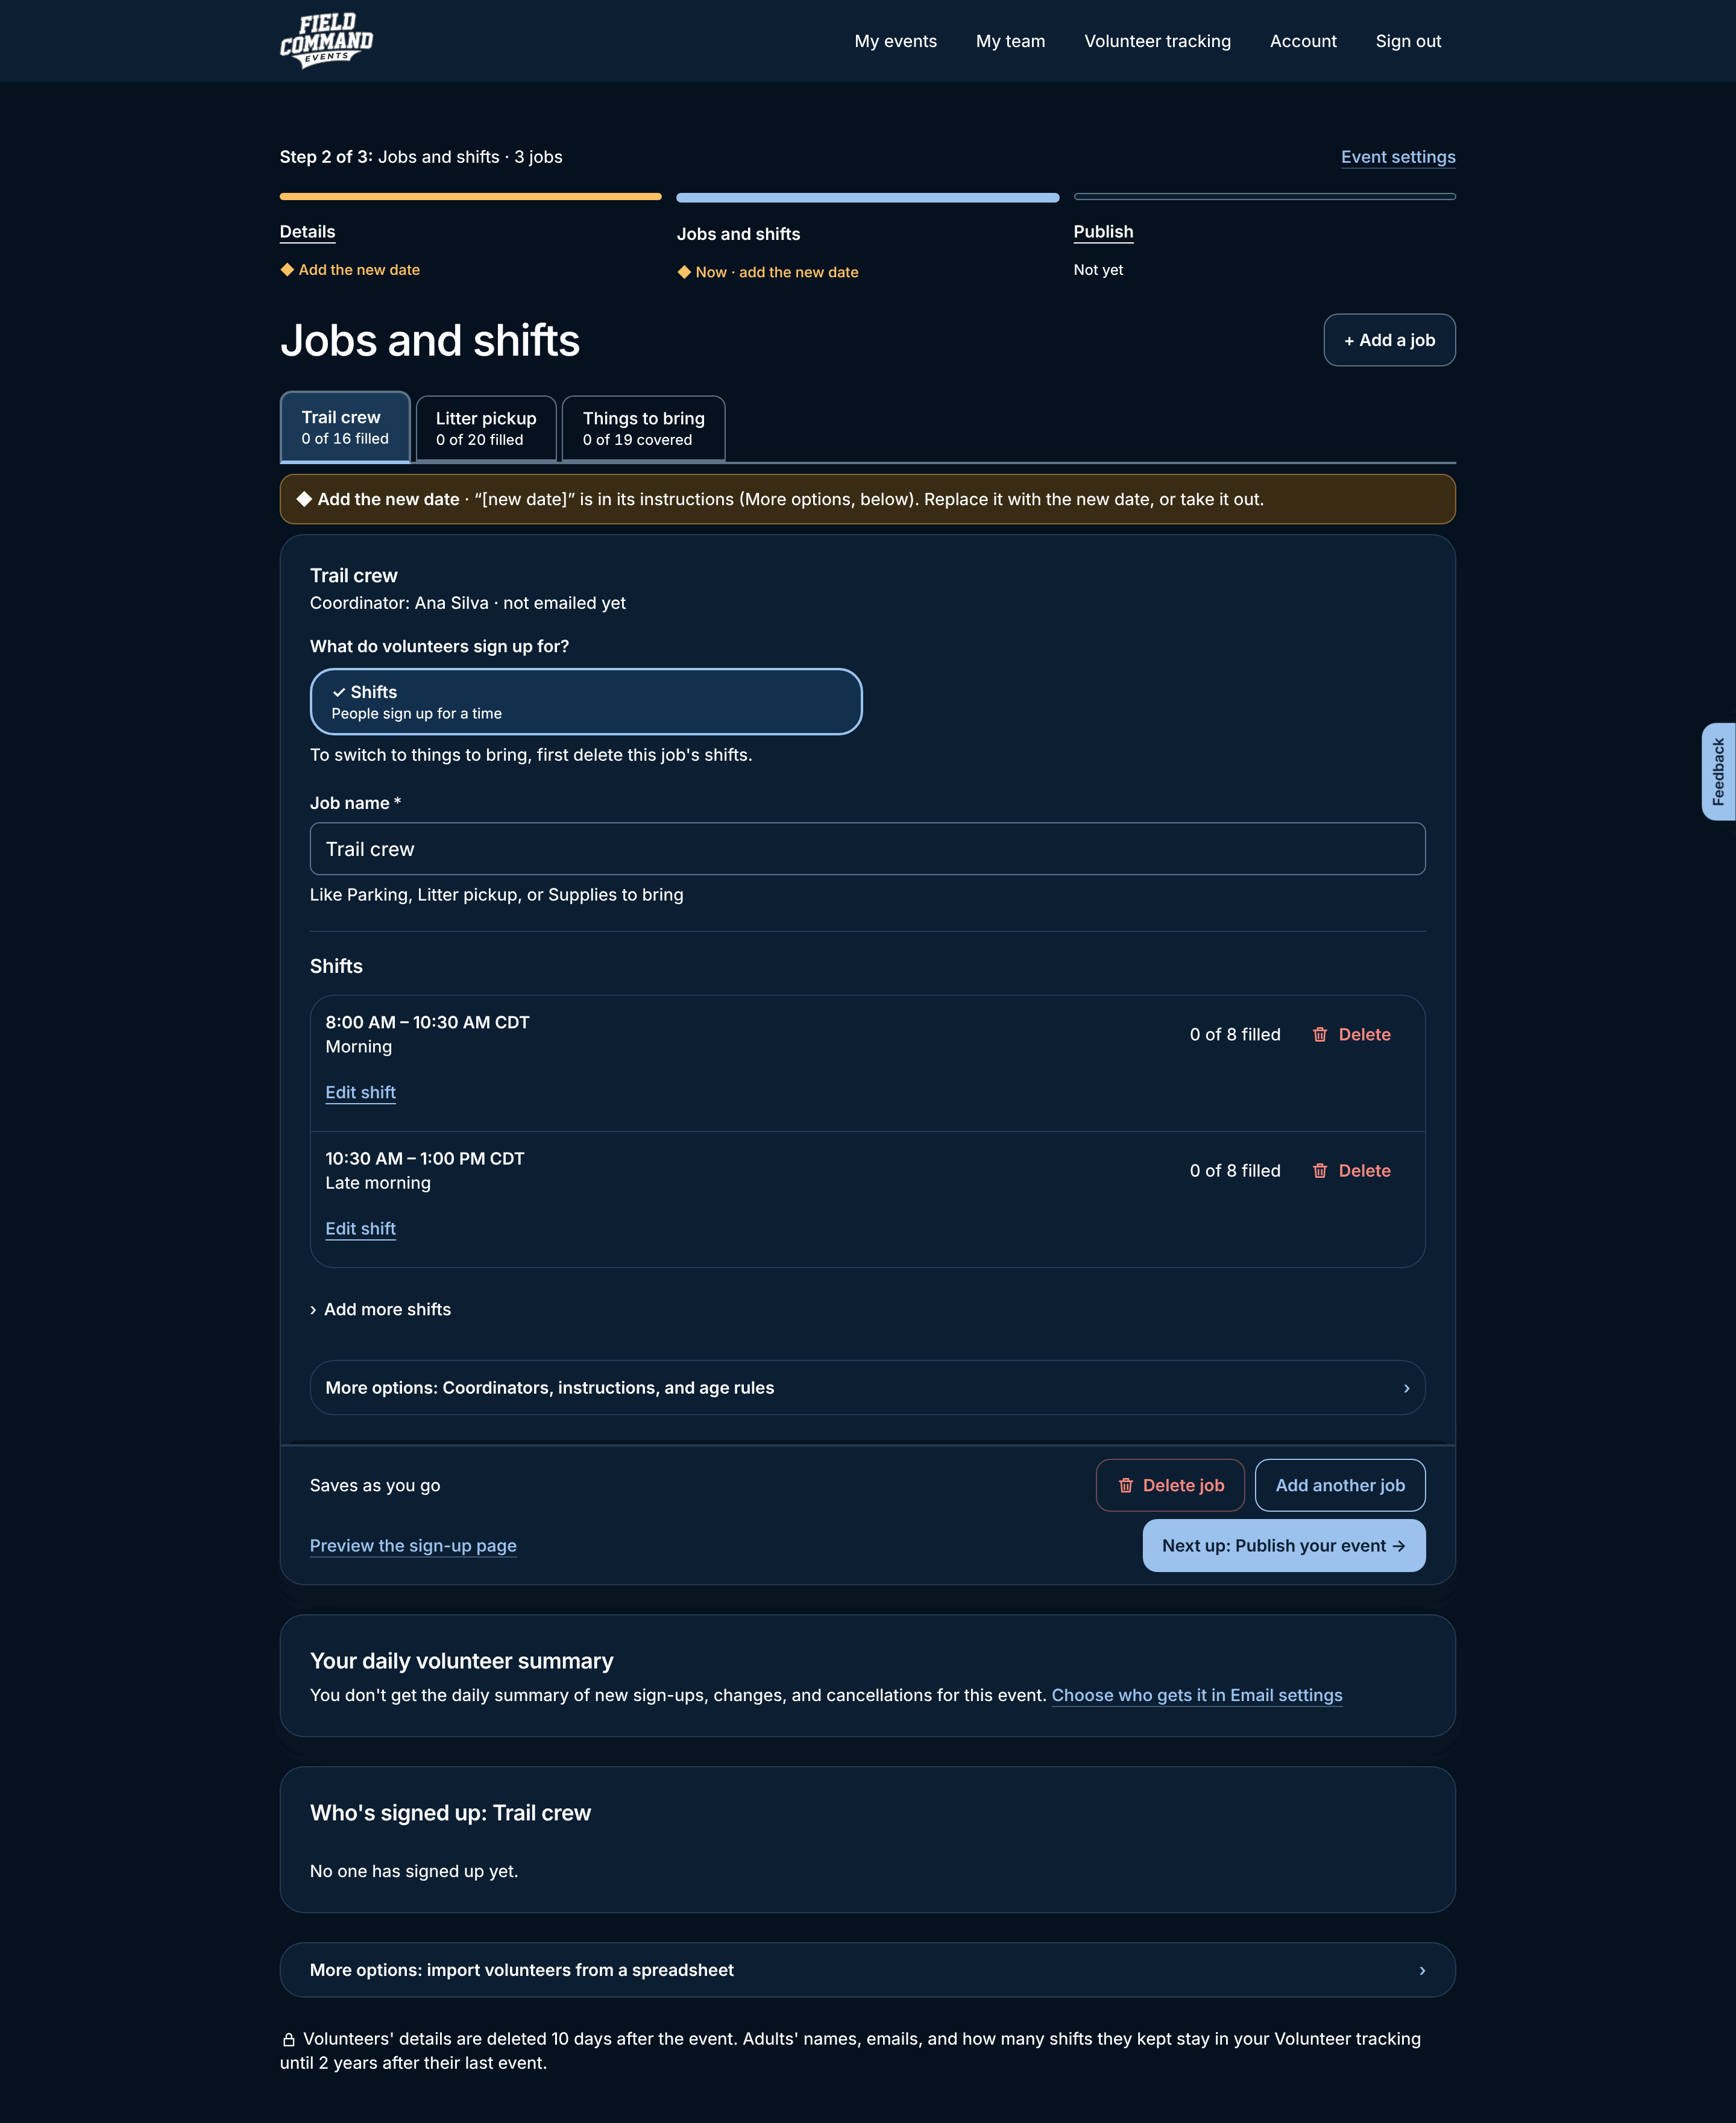 FIELD
COMMAND
EVENTS
My events
My team
Volunteer tracking
Account
Sign out
Step 2 of 3: Jobs and shifts · 3 jobs
Event settings
Details
◆ Add the new date
Jobs and shifts
◆ Now · add the new date
Publish
Not yet
Jobs and shifts
+ Add a job
Trail crew
0 of 16 filled
Litter pickup
0 of 20 filled
Things to bring
0 of 19 covered
◆ Add the new date · “[new date]” is in its instructions (More options, below). Replace it with the new date, or take it out.
Trail crew
Coordinator: Ana Silva · not emailed yet
What do volunteers sign up for?
✓ Shifts
People sign up for a time
To switch to things to bring, first delete this job's shifts.
Job name *
Trail crew
Like Parking, Litter pickup, or Supplies to bring
Shifts
8:00 AM – 10:30 AM CDT
Morning
0 of 8 filled
Delete
Edit shift
10:30 AM – 1:00 PM CDT
Late morning
0 of 8 filled
Delete
Edit shift
› Add more shifts
More options: Coordinators, instructions, and age rules ›
Saves as you go
Delete job
Add another job
Preview the sign-up page
Next up: Publish your event →
Your daily volunteer summary
You don't get the daily summary of new sign-ups, changes, and cancellations for this event. Choose who gets it in Email settings
Who's signed up: Trail crew
No one has signed up yet.
More options: import volunteers from a spreadsheet ›
Volunteers' details are deleted 10 days after the event. Adults' names, emails, and how many shifts they kept stay in your Volunteer tracking
until 2 years after their last event.
Feedback